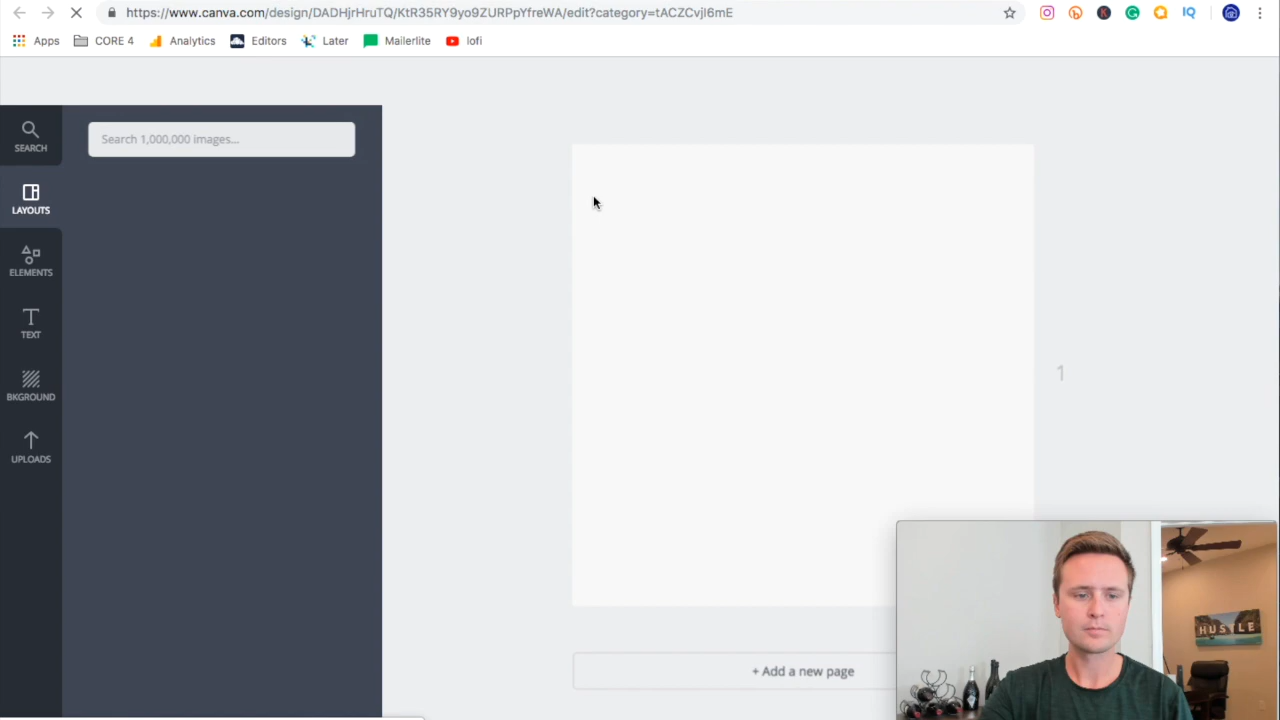 https://www.canva.com/design/DADHjrHruTQ/KtR35RY9yo9ZURPpYfreWA/edit?category=tACZCvjI6mE
K
IQ
Apps
CORE 4
Analytics
Editors
Later
Mailerlite
lofi
SEARCH
Search 1,000,000 images...
LAYOUTS
ELEMENTS
T
TEXT
BKGROUND
UPLOADS
1
+ Add a new page
HUSTLE